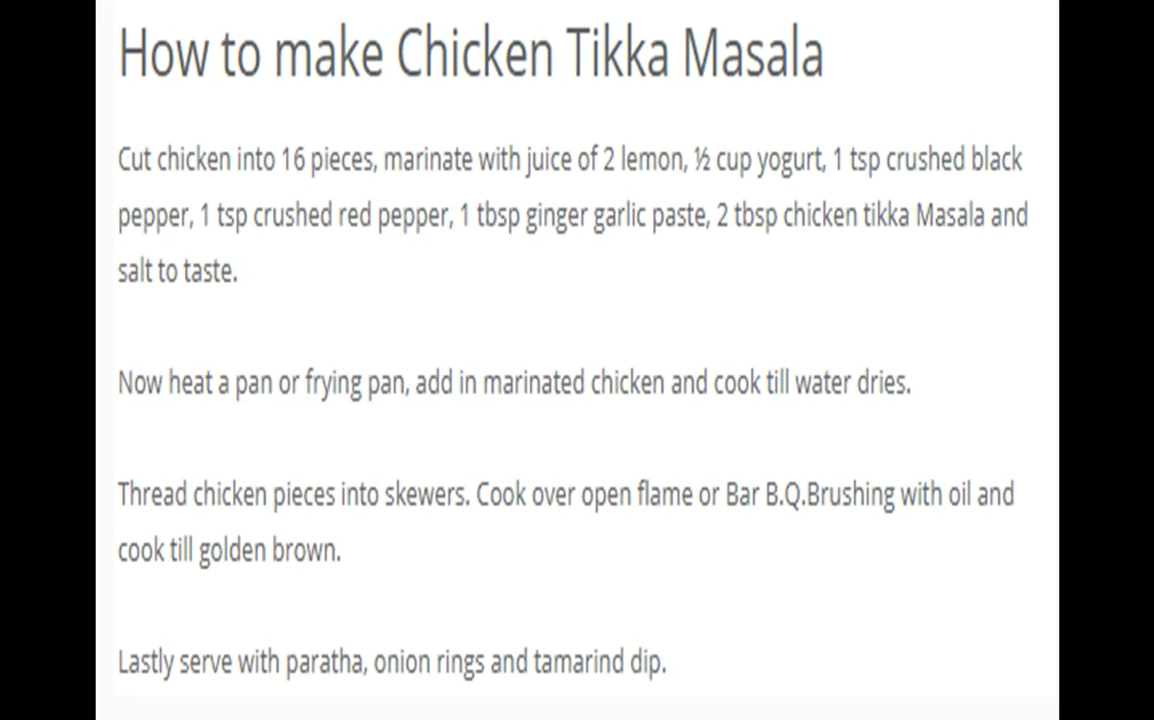 How to make Chicken Tikka Masala
Cut chicken into 16 pieces, marinate with juice of 2 lemon, ½ cup yogurt, 1 tsp crushed black
pepper, 1 tsp crushed red pepper, 1 tbsp ginger garlic paste, 2 tbsp chicken tikka Masala and
salt to taste.
Now heat a pan or frying pan, add in marinated chicken and cook till water dries.
Thread chicken pieces into skewers. Cook over open flame or Bar B.Q.Brushing with oil and
cook till golden brown.
Lastly serve with paratha, onion rings and tamarind dip.